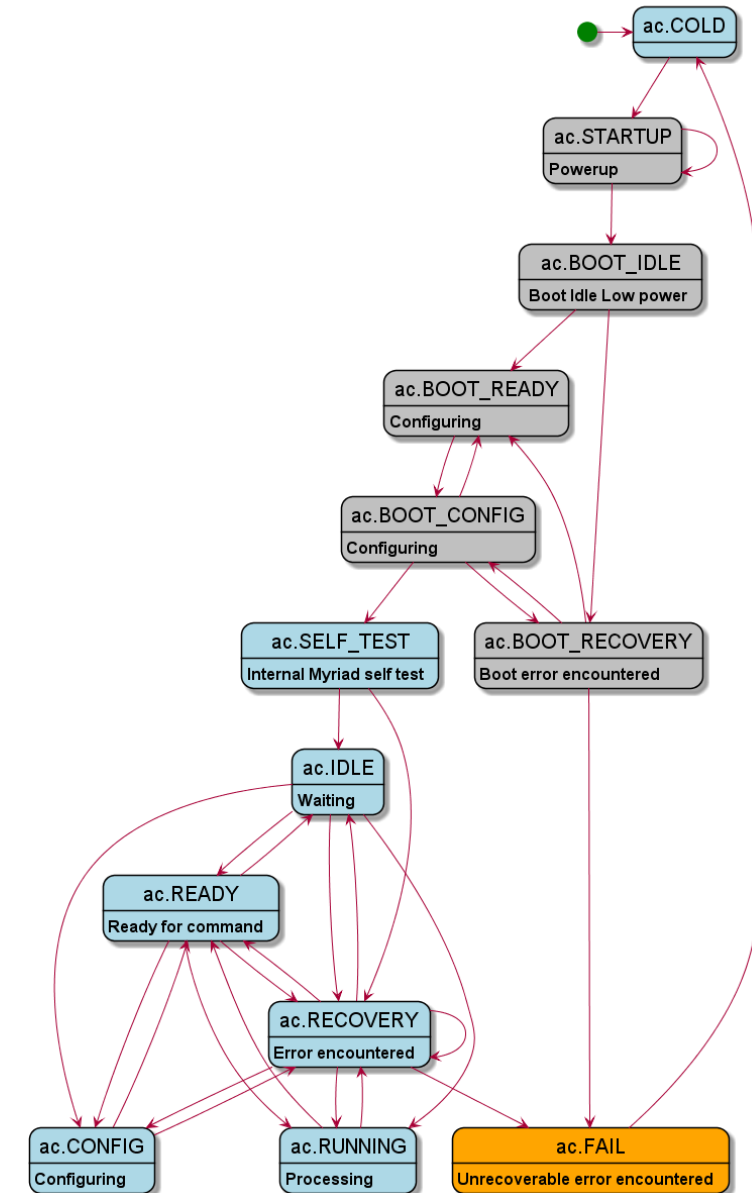 ac.COLD
ac.STARTUP
Powerup
ac.BOOT_IDLE
Boot Idle Low power
ac.BOOT_READY
Configuring
ac.BOOT_CONFIG
Configuring
ac.SELF_TEST
Internal Myriad self test
ac.BOOT_RECOVERY
Boot error encountered
ac.IDLE
Waiting
ac.READY
Ready for command
ac.RECOVERY
Error encountered
ac.CONFIG
Configuring
ac.RUNNING
Processing
ac.FAIL
Unrecoverable error encountered